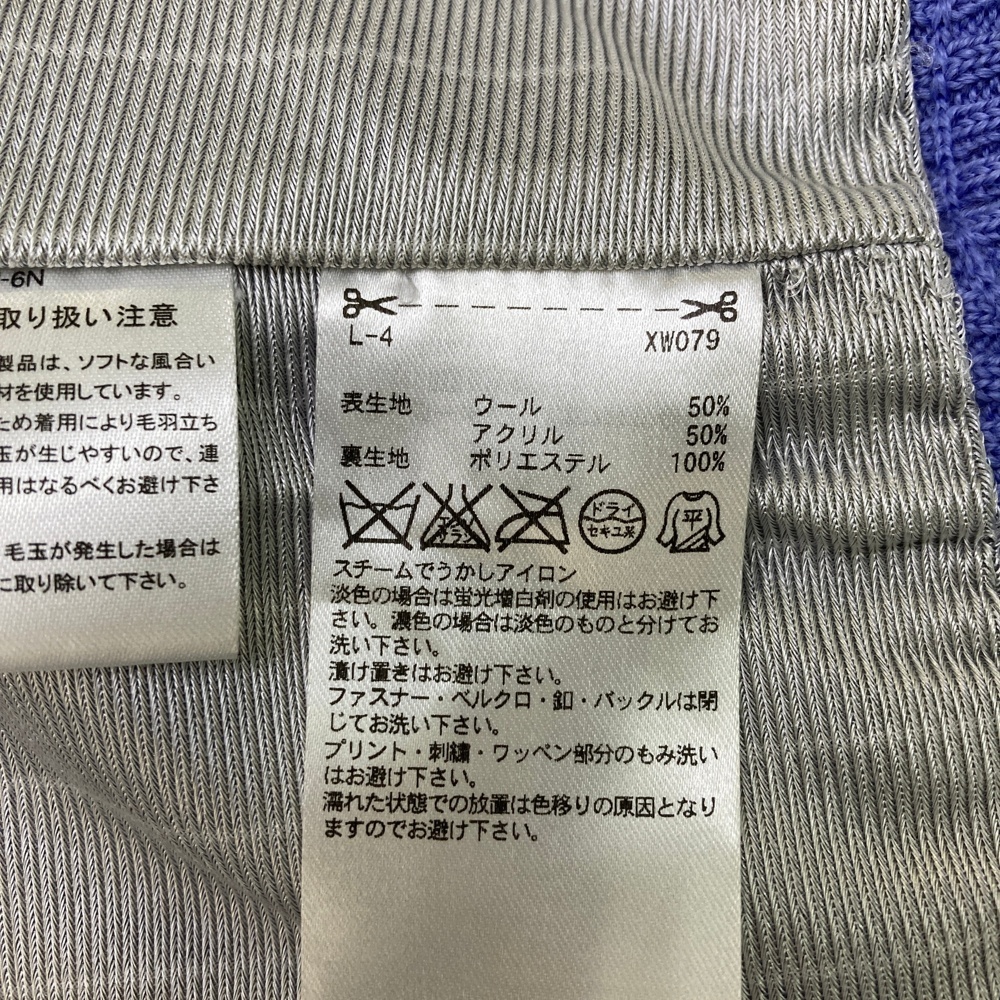 -6N
取り扱い注意
製品は、ソフトな風合い
材を使用しています。
ため着用により毛羽立ち
玉が生じやすいので、連
用はなるべくお避け下さ
毛玉が発生した場合は
に取り除いて下さい。
L-4 XW079
表生地 ウール 50%
アクリル 50%
裏生地 ポリエステル 100%
エンソ サラシ ドライ セキユ系 平
スチームでうかしアイロン
淡色の場合は蛍光増白剤の使用はお避け下
さい。濃色の場合は淡色のものと分けてお
洗い下さい。
漬け置きはお避け下さい。
ファスナー・ベルクロ・釦・バックルは閉
じてお洗い下さい。
プリント・刺繍・ワッペン部分のもみ洗い
はお避け下さい。
濡れた状態での放置は色移りの原因となり
ますのでお避け下さい。